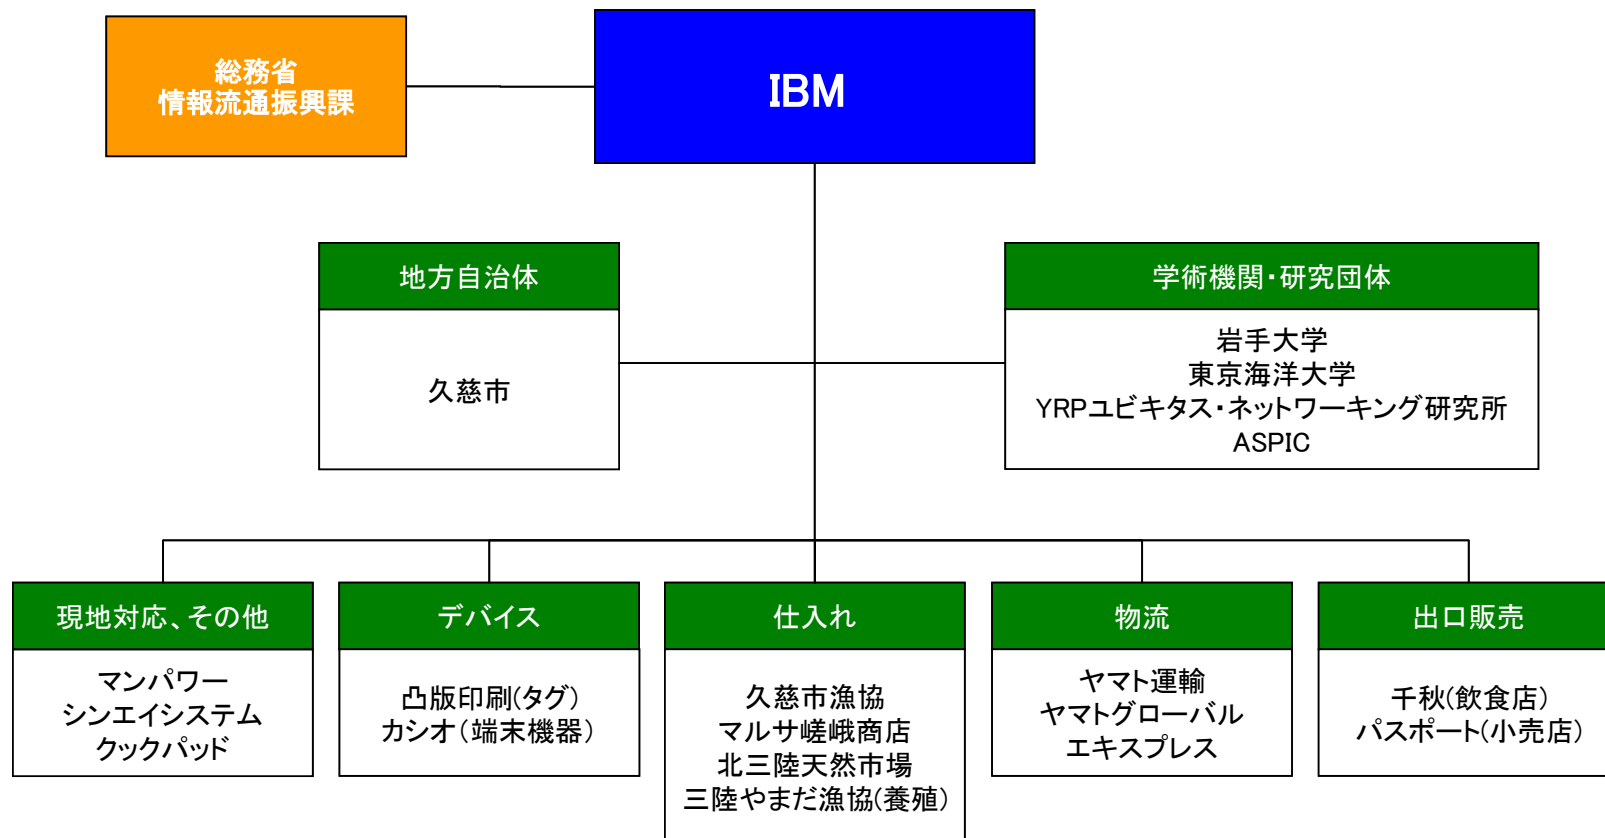 総務省
情報流通振興課
IBM
地方自治体
久慈市
学術機関・研究団体
岩手大学
東京海洋大学
YRPユビキタス・ネットワーキング研究所
ASPIC
現地対応、その他
マンパワー
シンエイシステム
クックパッド
デバイス
凸版印刷(タグ)
カシオ(端末機器)
仕入れ
久慈市漁協
マルサ嵯峨商店
北三陸天然市場
三陸やまだ漁協(養殖)
物流
ヤマト運輸
ヤマトグローバル
エキスプレス
出口販売
千秋(飲食店)
パスポート(小売店)